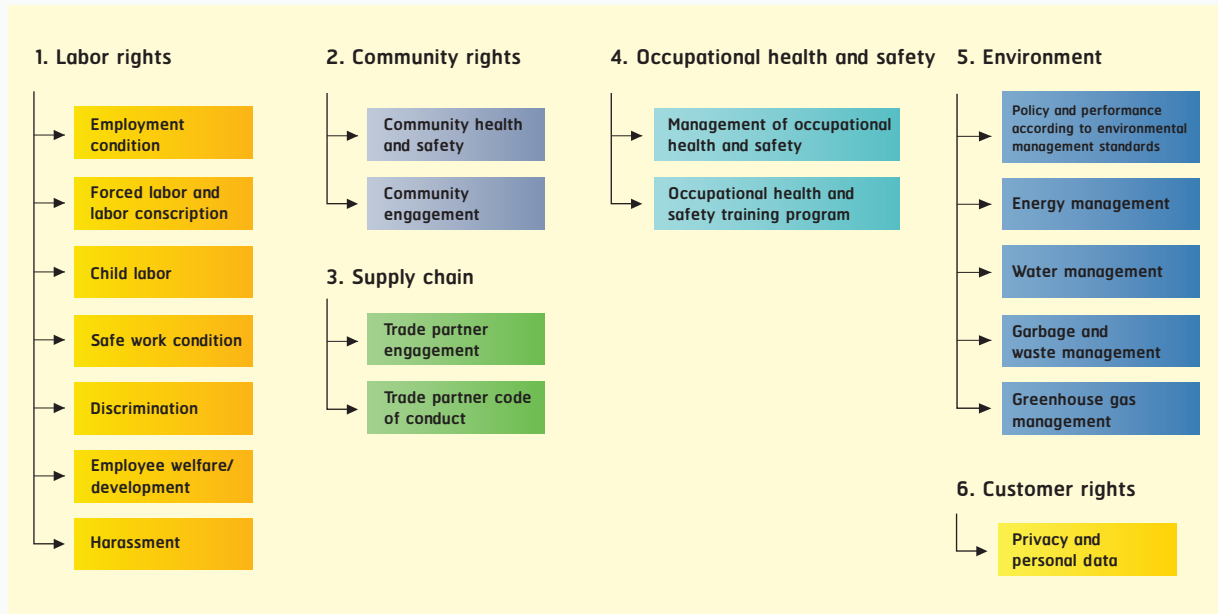 1. Labor rights
Employment
condition
Forced labor and
labor conscription
Child labor
Safe work condition
Discrimination
Employee welfare/
development
Harassment
2. Community rights
Community health
and safety
Community
engagement
3. Supply chain
Trade partner
engagement
Trade partner code
of conduct
4. Occupational health and safety
Management of occupational
health and safety
Occupational health and
safety training program
5. Environment
Policy and performance
according to environmental
management standards
Energy management
Water management
Garbage and
waste management
Greenhouse gas
management
6. Customer rights
Privacy and
personal data